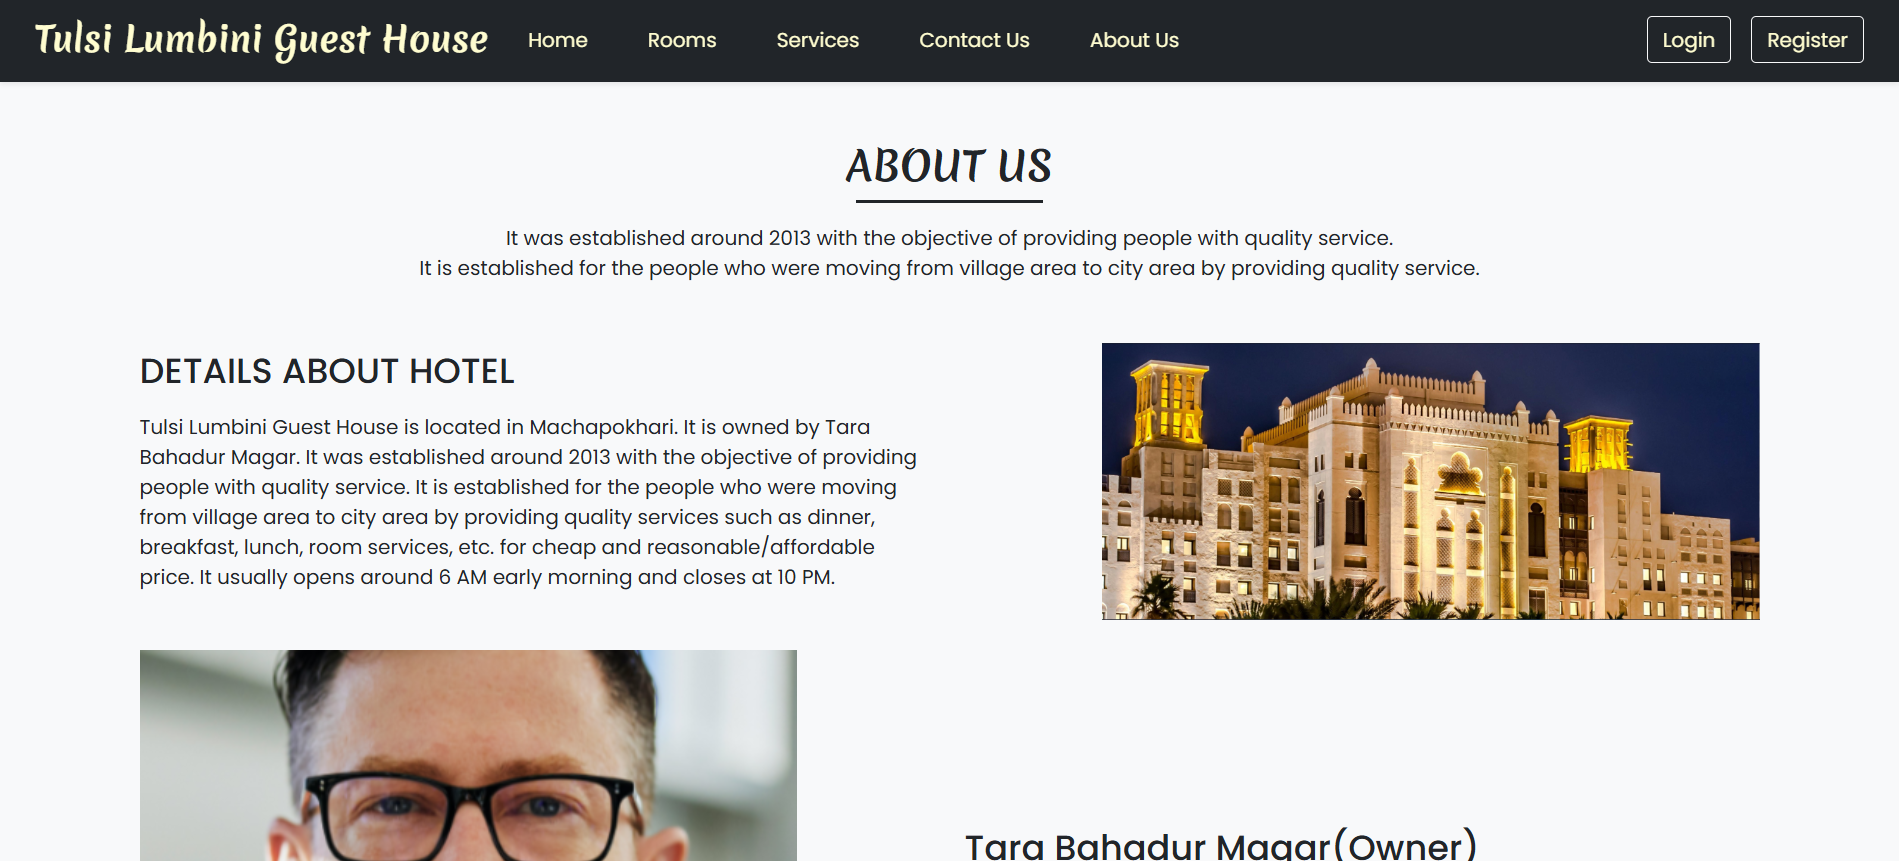 Tulsi Lumbini Guest House Home Rooms Services Contact Us About Us Login Register
ABOUT US
It was established around 2013 with the objective of providing people with quality service.
It is established for the people who were moving from village area to city area by providing quality service.
DETAILS ABOUT HOTEL
Tulsi Lumbini Guest House is located in Machapokhari. It is owned by Tara
Bahadur Magar. It was established around 2013 with the objective of providing
people with quality service. It is established for the people who were moving
from village area to city area by providing quality services such as dinner,
breakfast, lunch, room services, etc. for cheap and reasonable/affordable
price. It usually opens around 6 AM early morning and closes at 10 PM.
Tara Bahadur Magar(Owner)